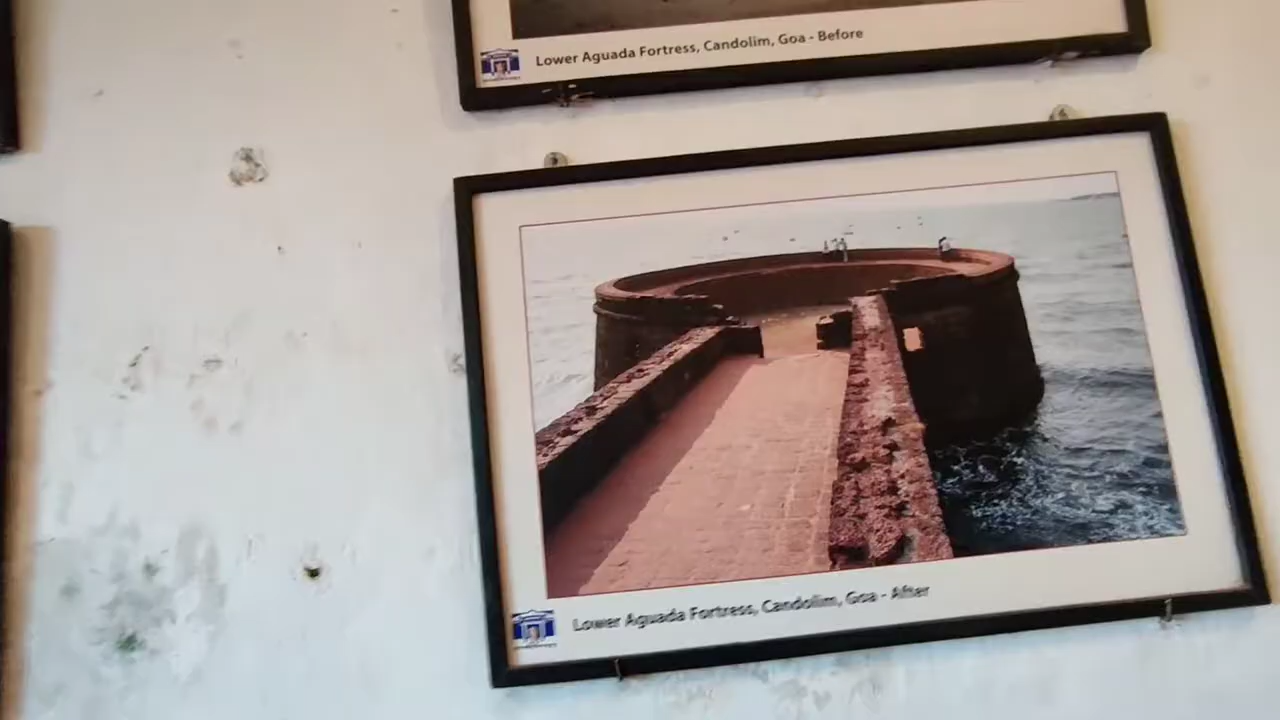 Lower Aguada Fortress, Candolim, Goa - Before
Lower Aguada Fortress, Candolim, Goa - After